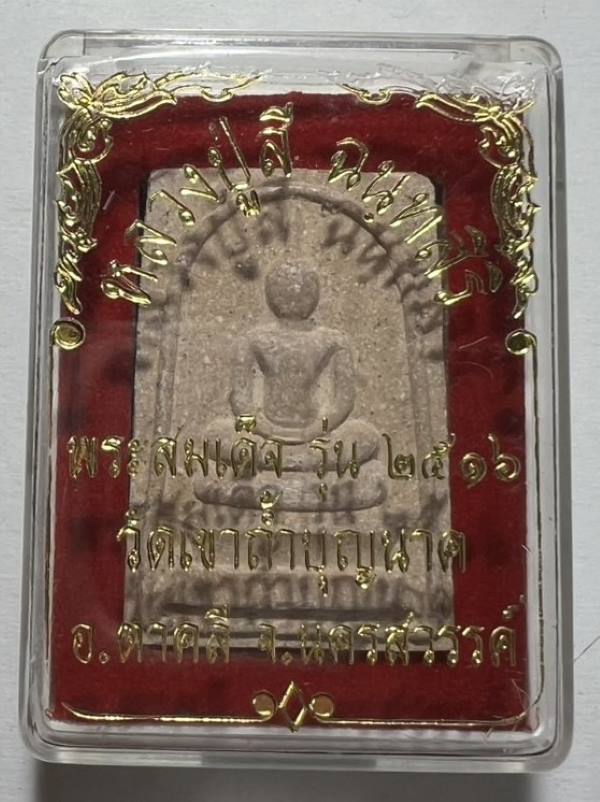 หลวงปู่สี ฉนฺทสิริ
พระสมเด็จ รุ่น ๒๕๑๖
วัดเขาถ้ำบุญนาค
อ.ตาคลี จ.นครสวรรค์